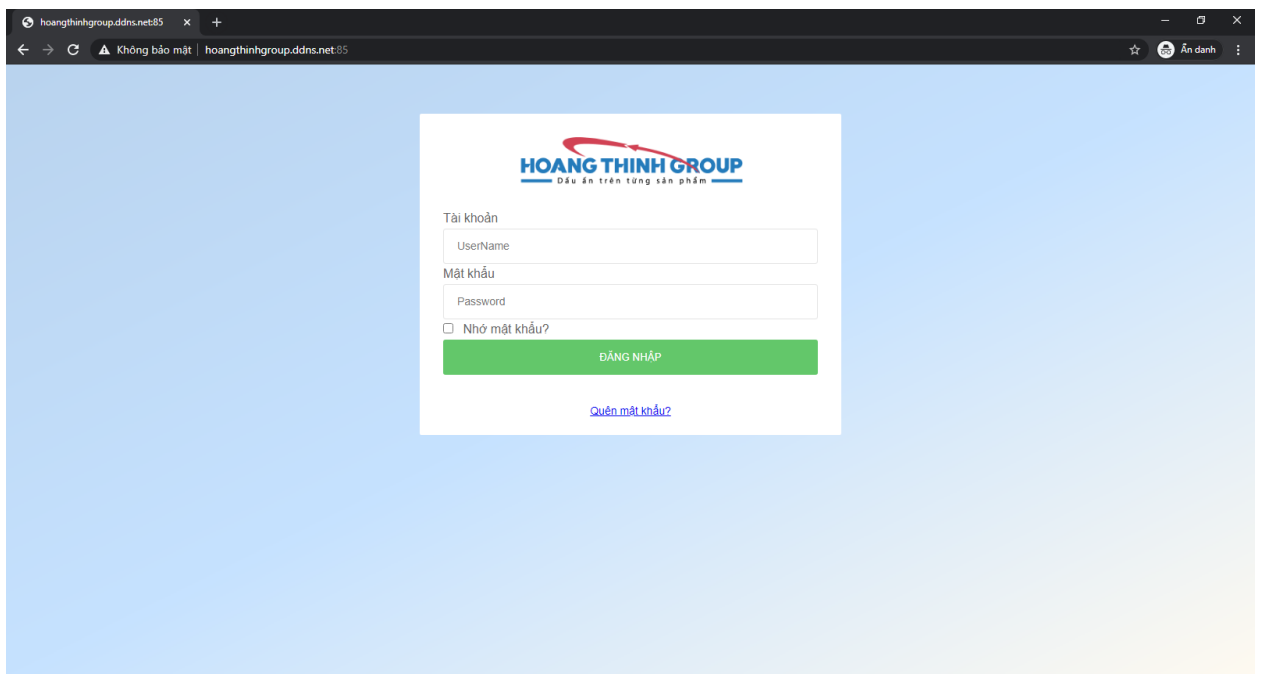 hoangthinhgroup.ddns.net:85
Không bảo mật | hoangthinhgroup.ddns.net:85
Ẩn danh
HOANG THINH GROUP
Dấu ấn trên từng sản phẩm
Tài khoản
UserName
Mật khẩu
Password
Nhớ mật khẩu?
ĐĂNG NHẬP
Quên mật khẩu?